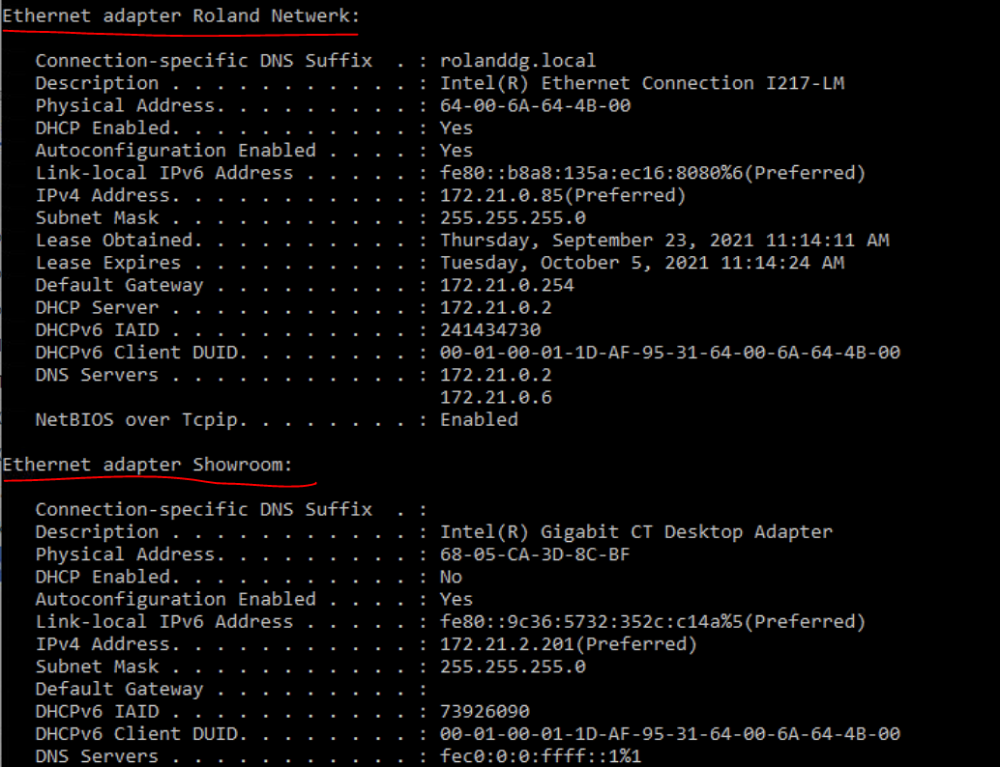 Ethernet adapter Roland Netwerk:
Connection-specific DNS Suffix  . : rolanddg.local
Description . . . . . . . . . . . : Intel(R) Ethernet Connection I217-LM
Physical Address. . . . . . . . . : 64-00-6A-64-4B-00
DHCP Enabled. . . . . . . . . . . : Yes
Autoconfiguration Enabled . . . . : Yes
Link-local IPv6 Address . . . . . : fe80::b8a8:135a:ec16:8080%6(Preferred)
IPv4 Address. . . . . . . . . . . : 172.21.0.85(Preferred)
Subnet Mask . . . . . . . . . . . : 255.255.255.0
Lease Obtained. . . . . . . . . . : Thursday, September 23, 2021 11:14:11 AM
Lease Expires . . . . . . . . . . : Tuesday, October 5, 2021 11:14:24 AM
Default Gateway . . . . . . . . . : 172.21.0.254
DHCP Server . . . . . . . . . . . : 172.21.0.2
DHCPv6 IAID . . . . . . . . . . . : 241434730
DHCPv6 Client DUID. . . . . . . . : 00-01-00-01-1D-AF-95-31-64-00-6A-64-4B-00
DNS Servers . . . . . . . . . . . : 172.21.0.2
172.21.0.6
NetBIOS over Tcpip. . . . . . . . : Enabled
Ethernet adapter Showroom:
Connection-specific DNS Suffix  . :
Description . . . . . . . . . . . : Intel(R) Gigabit CT Desktop Adapter
Physical Address. . . . . . . . . : 68-05-CA-3D-8C-BF
DHCP Enabled. . . . . . . . . . . : No
Autoconfiguration Enabled . . . . : Yes
Link-local IPv6 Address . . . . . : fe80::9c36:5732:352c:c14a%5(Preferred)
IPv4 Address. . . . . . . . . . . : 172.21.2.201(Preferred)
Subnet Mask . . . . . . . . . . . : 255.255.255.0
Default Gateway . . . . . . . . . :
DHCPv6 IAID . . . . . . . . . . . : 73926090
DHCPv6 Client DUID. . . . . . . . : 00-01-00-01-1D-AF-95-31-64-00-6A-64-4B-00
DNS Servers . . . . . . . . . . . : fec0:0:0:ffff::1%1